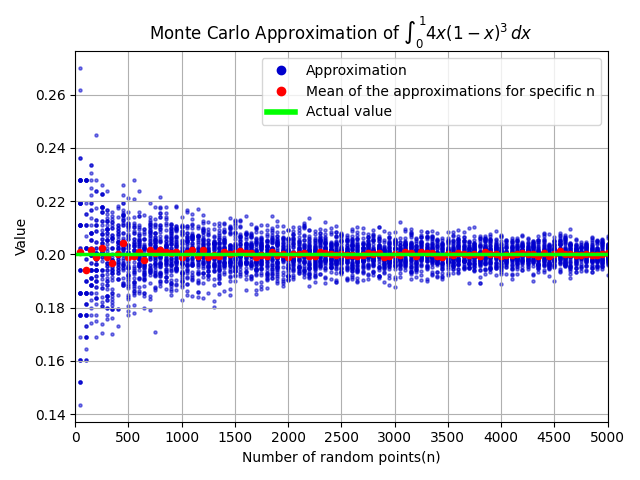 Monte Carlo Approximation of ∫₀¹4x(1 − x)³ dx
Approximation
Mean of the approximations for specific n
Actual value
Value
0.26
0.24
0.22
0.20
0.18
0.16
0.14
0 500 1000 1500 2000 2500 3000 3500 4000 4500 5000
Number of random points(n)